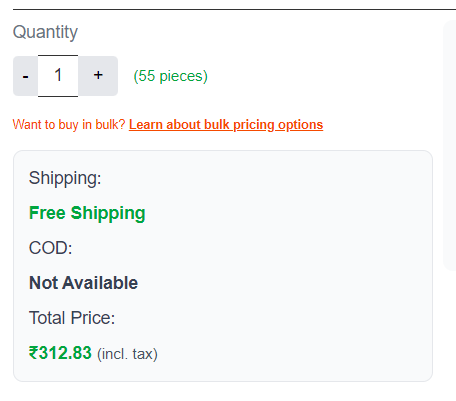 Quantity
- 1 + (55 pieces)
Want to buy in bulk? Learn about bulk pricing options
Shipping:
Free Shipping
COD:
Not Available
Total Price:
₹312.83 (incl. tax)